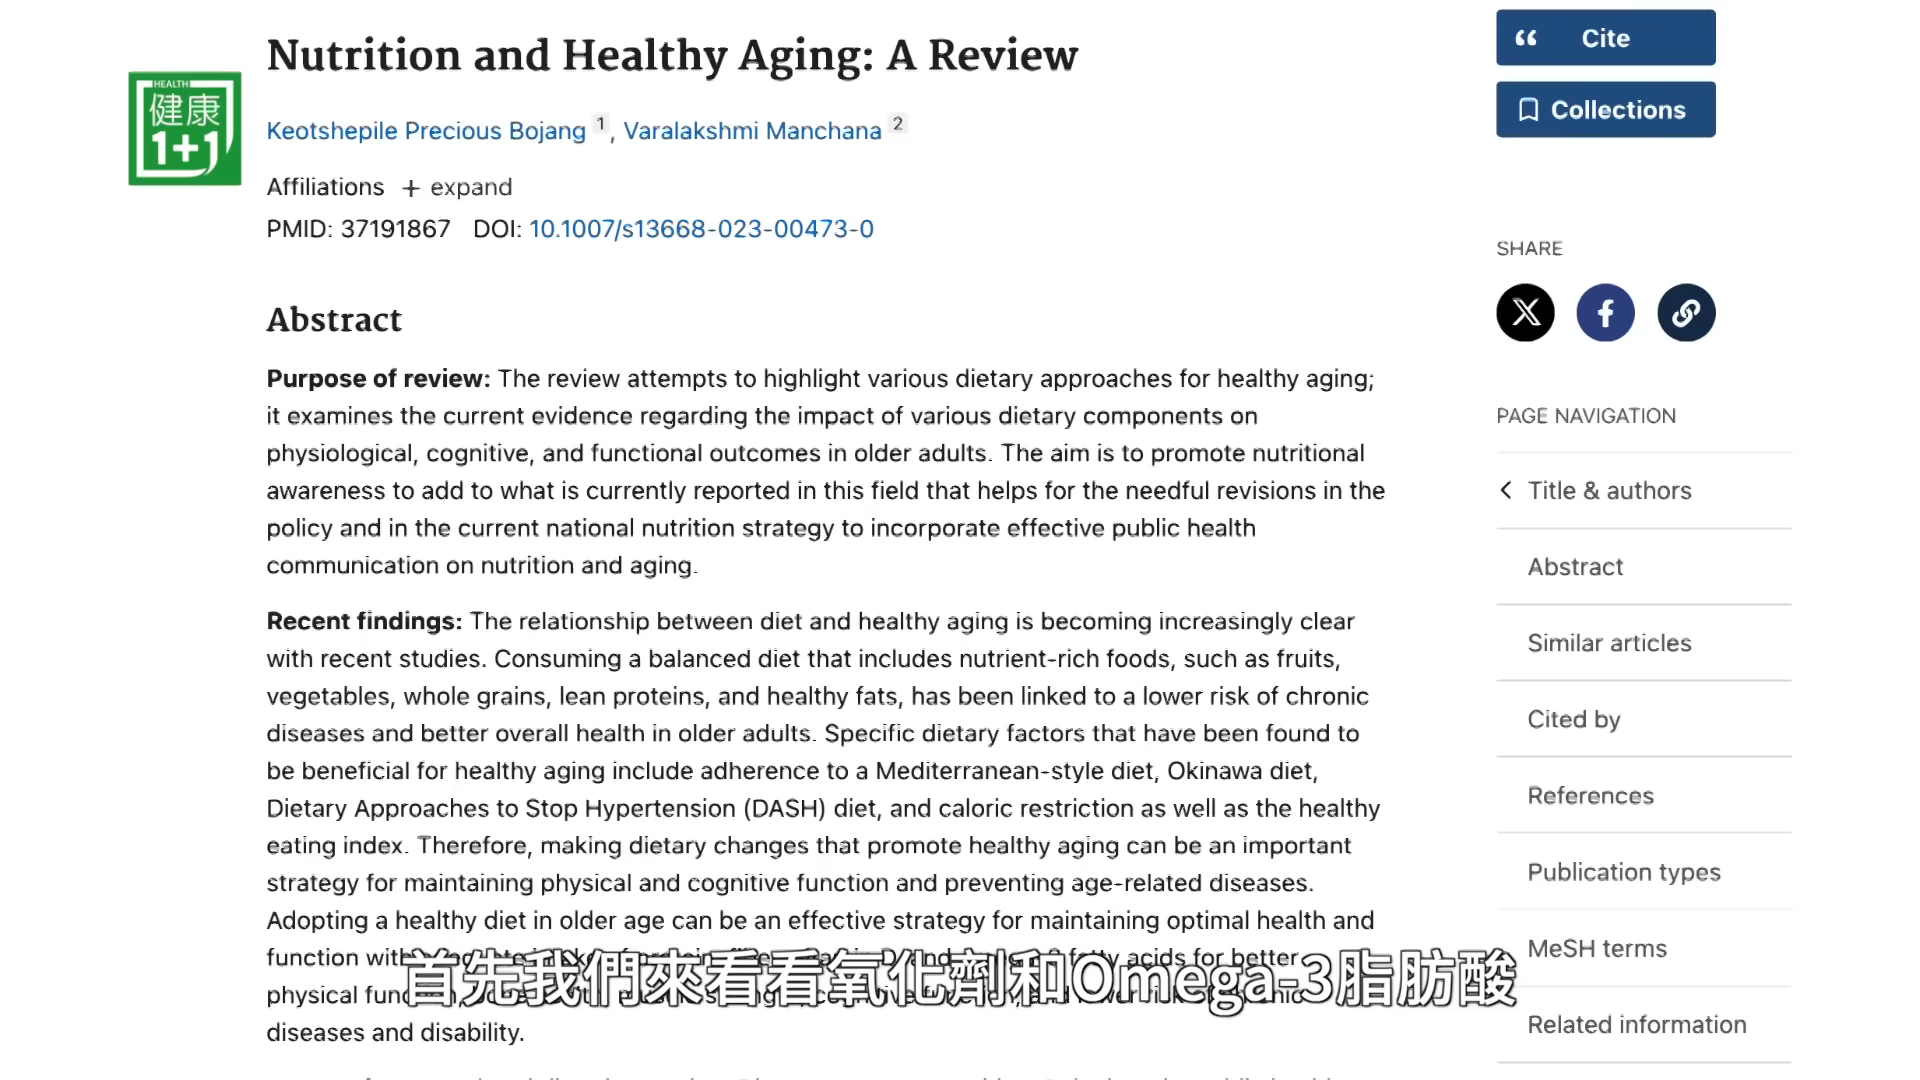 Nutrition and Healthy Aging: A Review
HEALTH
健康
1+1
Keotshepile Precious Bojang 1, Varalakshmi Manchana 2
Affiliations + expand
PMID: 37191867 DOI: 10.1007/s13668-023-00473-0
Abstract
Purpose of review: The review attempts to highlight various dietary approaches for healthy aging;
it examines the current evidence regarding the impact of various dietary components on
physiological, cognitive, and functional outcomes in older adults. The aim is to promote nutritional
awareness to add to what is currently reported in this field that helps for the needful revisions in the
policy and in the current national nutrition strategy to incorporate effective public health
communication on nutrition and aging.
Recent findings: The relationship between diet and healthy aging is becoming increasingly clear
with recent studies. Consuming a balanced diet that includes nutrient-rich foods, such as fruits,
vegetables, whole grains, lean proteins, and healthy fats, has been linked to a lower risk of chronic
diseases and better overall health in older adults. Specific dietary factors that have been found to
be beneficial for healthy aging include adherence to a Mediterranean-style diet, Okinawa diet,
Dietary Approaches to Stop Hypertension (DASH) diet, and caloric restriction as well as the healthy
eating index. Therefore, making dietary changes that promote healthy aging can be an important
strategy for maintaining physical and cognitive function and preventing age-related diseases.
Adopting a healthy diet in older age can be an effective strategy for maintaining optimal health and
function with fatty acids for better
physical
diseases and disability.
首先我們來看看氧化劑和Omega-3脂肪酸
Cite
Collections
SHARE
PAGE NAVIGATION
Title & authors
Abstract
Similar articles
Cited by
References
Publication types
MeSH terms
Related information